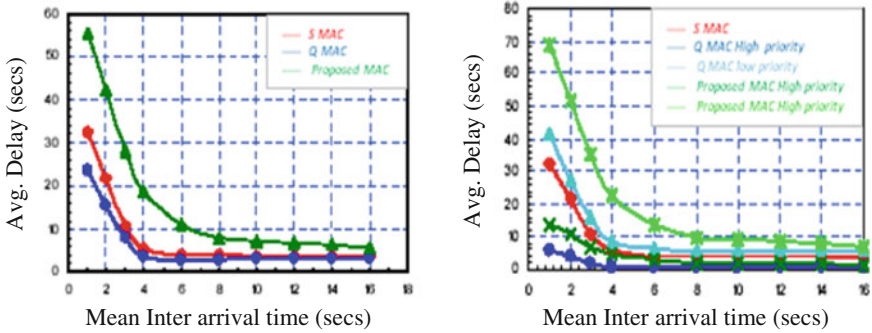 Avg. Delay (secs)
60
50
40
30
20
10
0
S MAC
Q MAC
Proposed MAC
0 2 4 6 8 10 12 14 16 18
Mean Inter arrival time (secs)
Avg. Delay (secs)
80
70
60
50
40
30
20
10
0
S MAC
Q MAC High priority
Q MAC low priority
Proposed MAC High priority
Proposed MAC High priority
0 2 4 6 8 10 12 14 16
Mean Inter arrival time (secs)